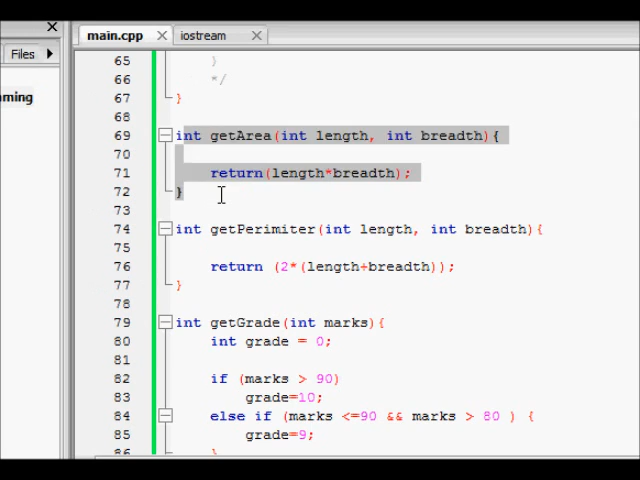 main.cpp
iostream
Files
ming
65 }
66 */
67 }
68
69 int getArea(int length, int breadth){
70
71 return(length*breadth);
72 }
73
74 int getPerimiter(int length, int breadth){
75
76 return (2*(length+breadth));
77 }
78
79 int getGrade(int marks){
80 int grade = 0;
81
82 if (marks > 90)
83 grade=10;
84 else if (marks <=90 && marks > 80 ) {
85 grade=9;
86 }